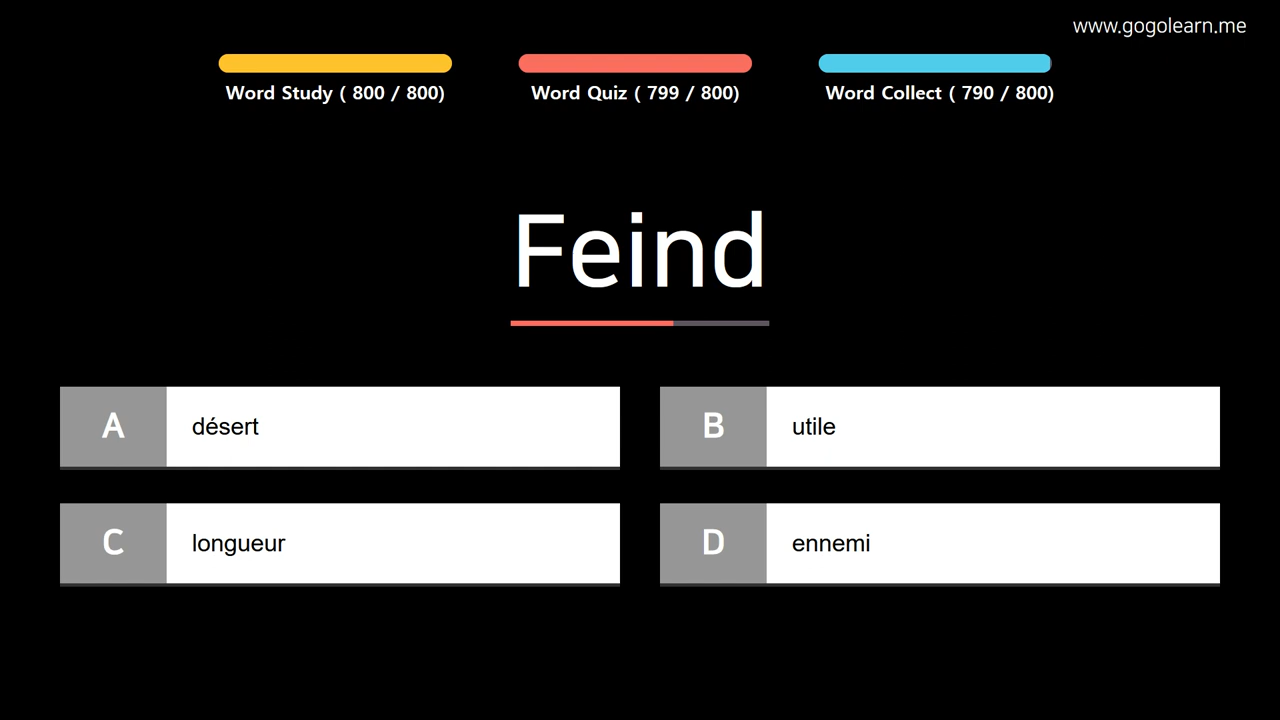 www.gogolearn.me
Word Study ( 800 / 800)
Word Quiz ( 799 / 800)
Word Collect ( 790 / 800)
Feind
A désert
B utile
C longueur
D ennemi